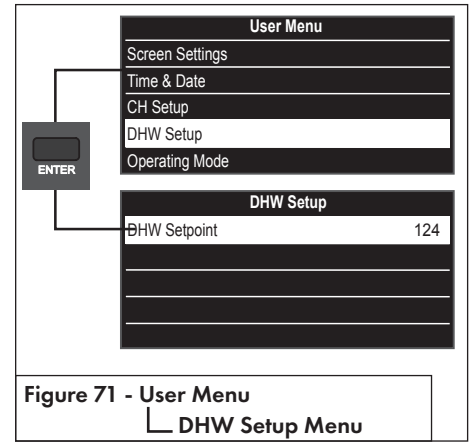 User Menu
Screen Settings
Time & Date
CH Setup
DHW Setup
Operating Mode
ENTER
DHW Setup
DHW Setpoint 124
Figure 71 - User Menu
DHW Setup Menu